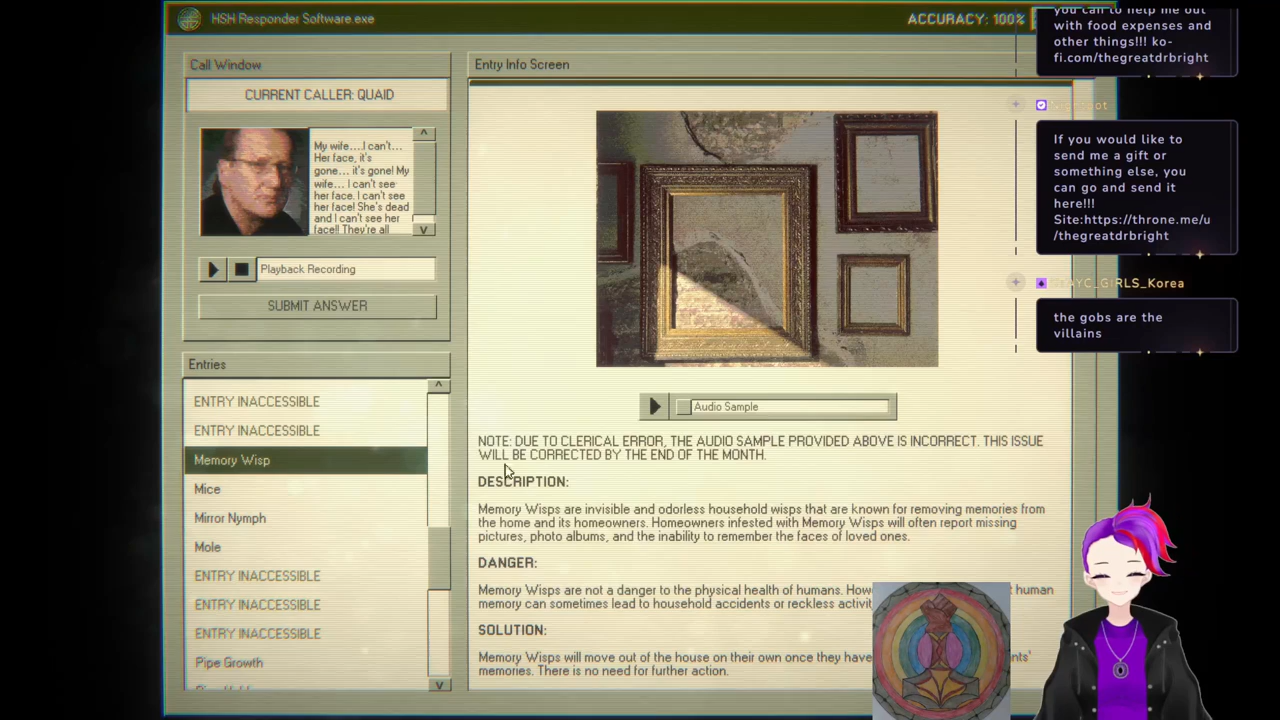 HSH Responder Software.exe
ACCURACY: 100%
Call Window
CURRENT CALLER: QUAID
My wife... I can't...
Her face, it's
gone... it's gone! My
wife... I can't see
her face. I can't see
her face! She's dead
and I can't see her
face!! They're all
Playback Recording
SUBMIT ANSWER
Entries
ENTRY INACCESSIBLE
ENTRY INACCESSIBLE
Memory Wisp
Mice
Mirror Nymph
Mole
ENTRY INACCESSIBLE
ENTRY INACCESSIBLE
ENTRY INACCESSIBLE
Pipe Growth
Entry Info Screen
Audio Sample
NOTE: DUE TO CLERICAL ERROR, THE AUDIO SAMPLE PROVIDED ABOVE IS INCORRECT. THIS ISSUE
WILL BE CORRECTED BY THE END OF THE MONTH.
DESCRIPTION:
Memory Wisps are invisible and odorless household wisps that are known for removing memories from
the home and its homeowners. Homeowners infested with Memory Wisps will often report missing
pictures, photo albums, and the inability to remember the faces of loved ones.
DANGER:
Memory Wisps are not a danger to the physical health of humans. human
memory can sometimes lead to household accidents or reckless
SOLUTION:
Memory Wisps will move out of the house on their own once they have
memories. There is no need for further action.
you can to help me out
with food expenses and
other things!!! ko-
fi.com/thegreatdrbright
If you would like to
send me a gift or
something else, you
can go and send it
here!!!
Site:https://throne.me/u
/thegreatdrbright
the gobs are the
villains